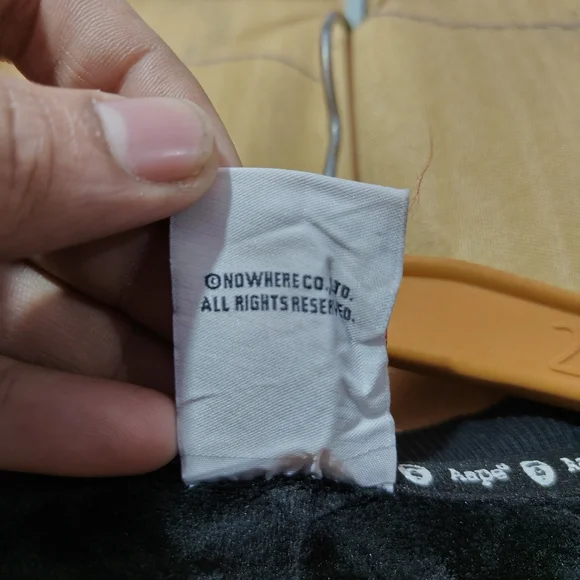 ©NOWHERE CO.,LTD.
ALL RIGHTS RESERVED.
Aape